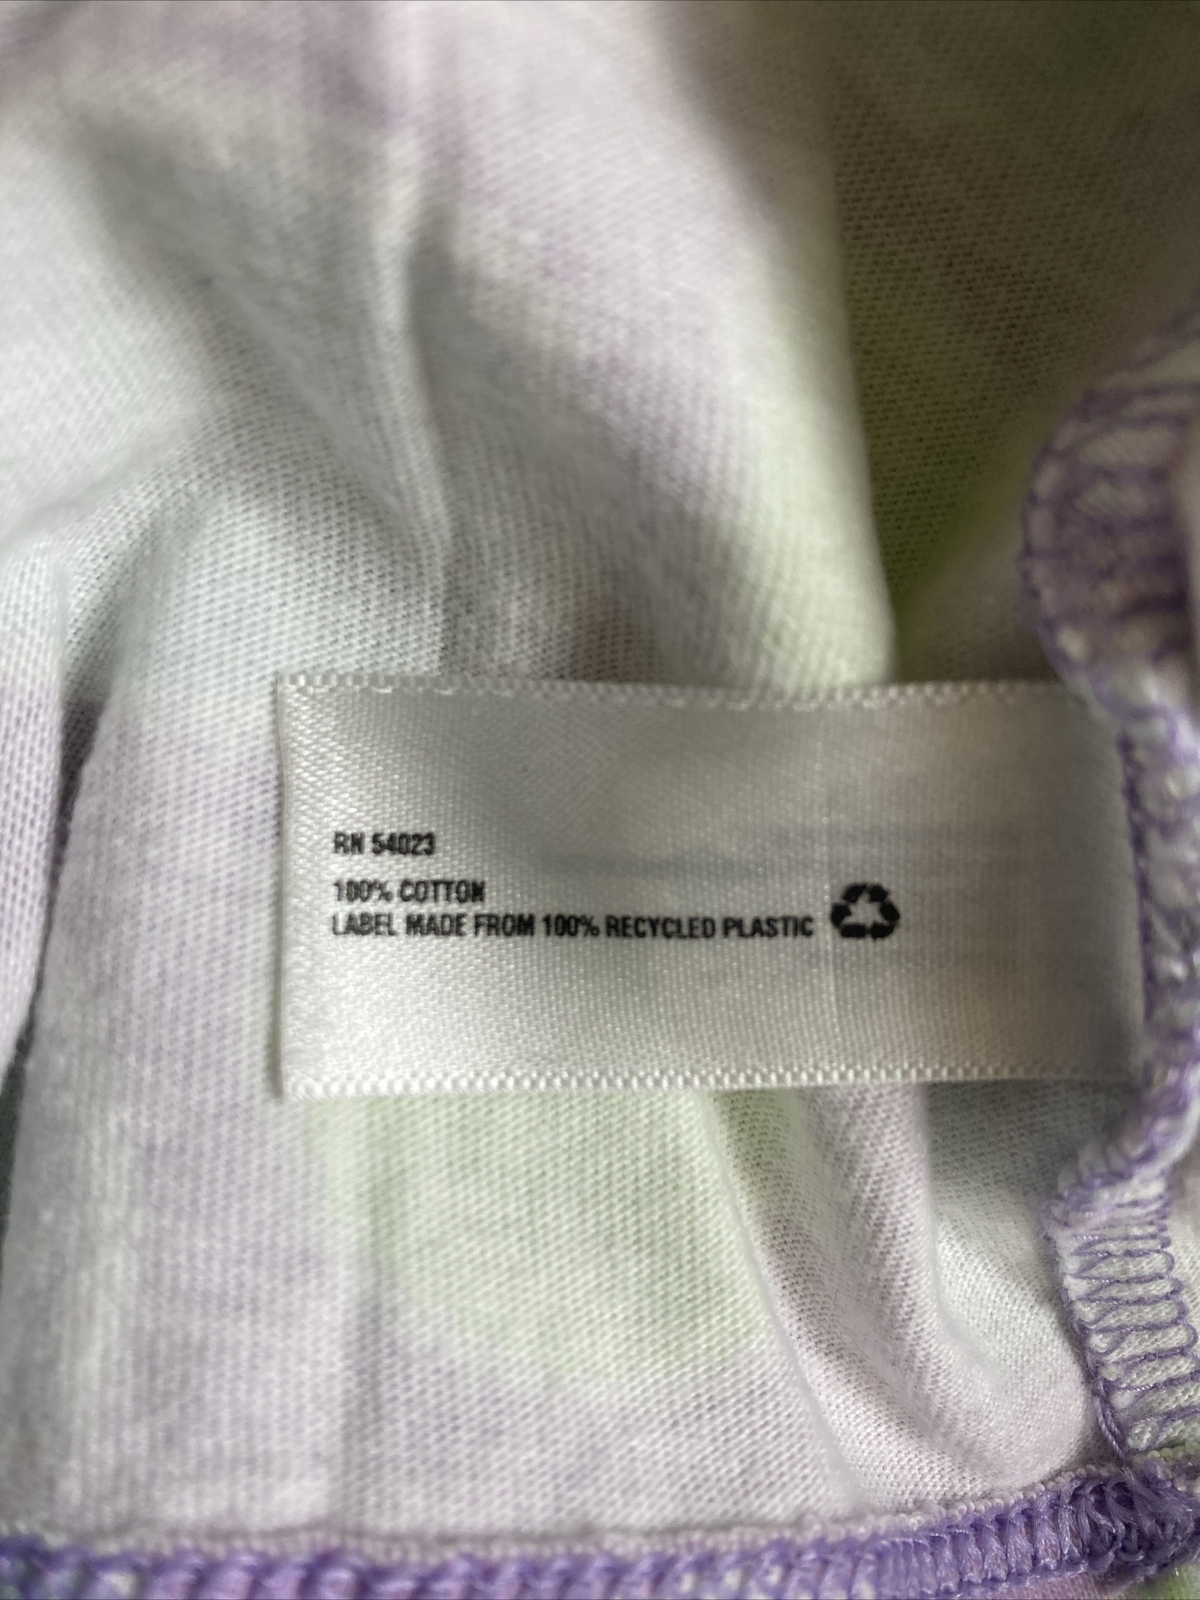 RN 54023
100% COTTON
LABEL MADE FROM 100% RECYCLED PLASTIC